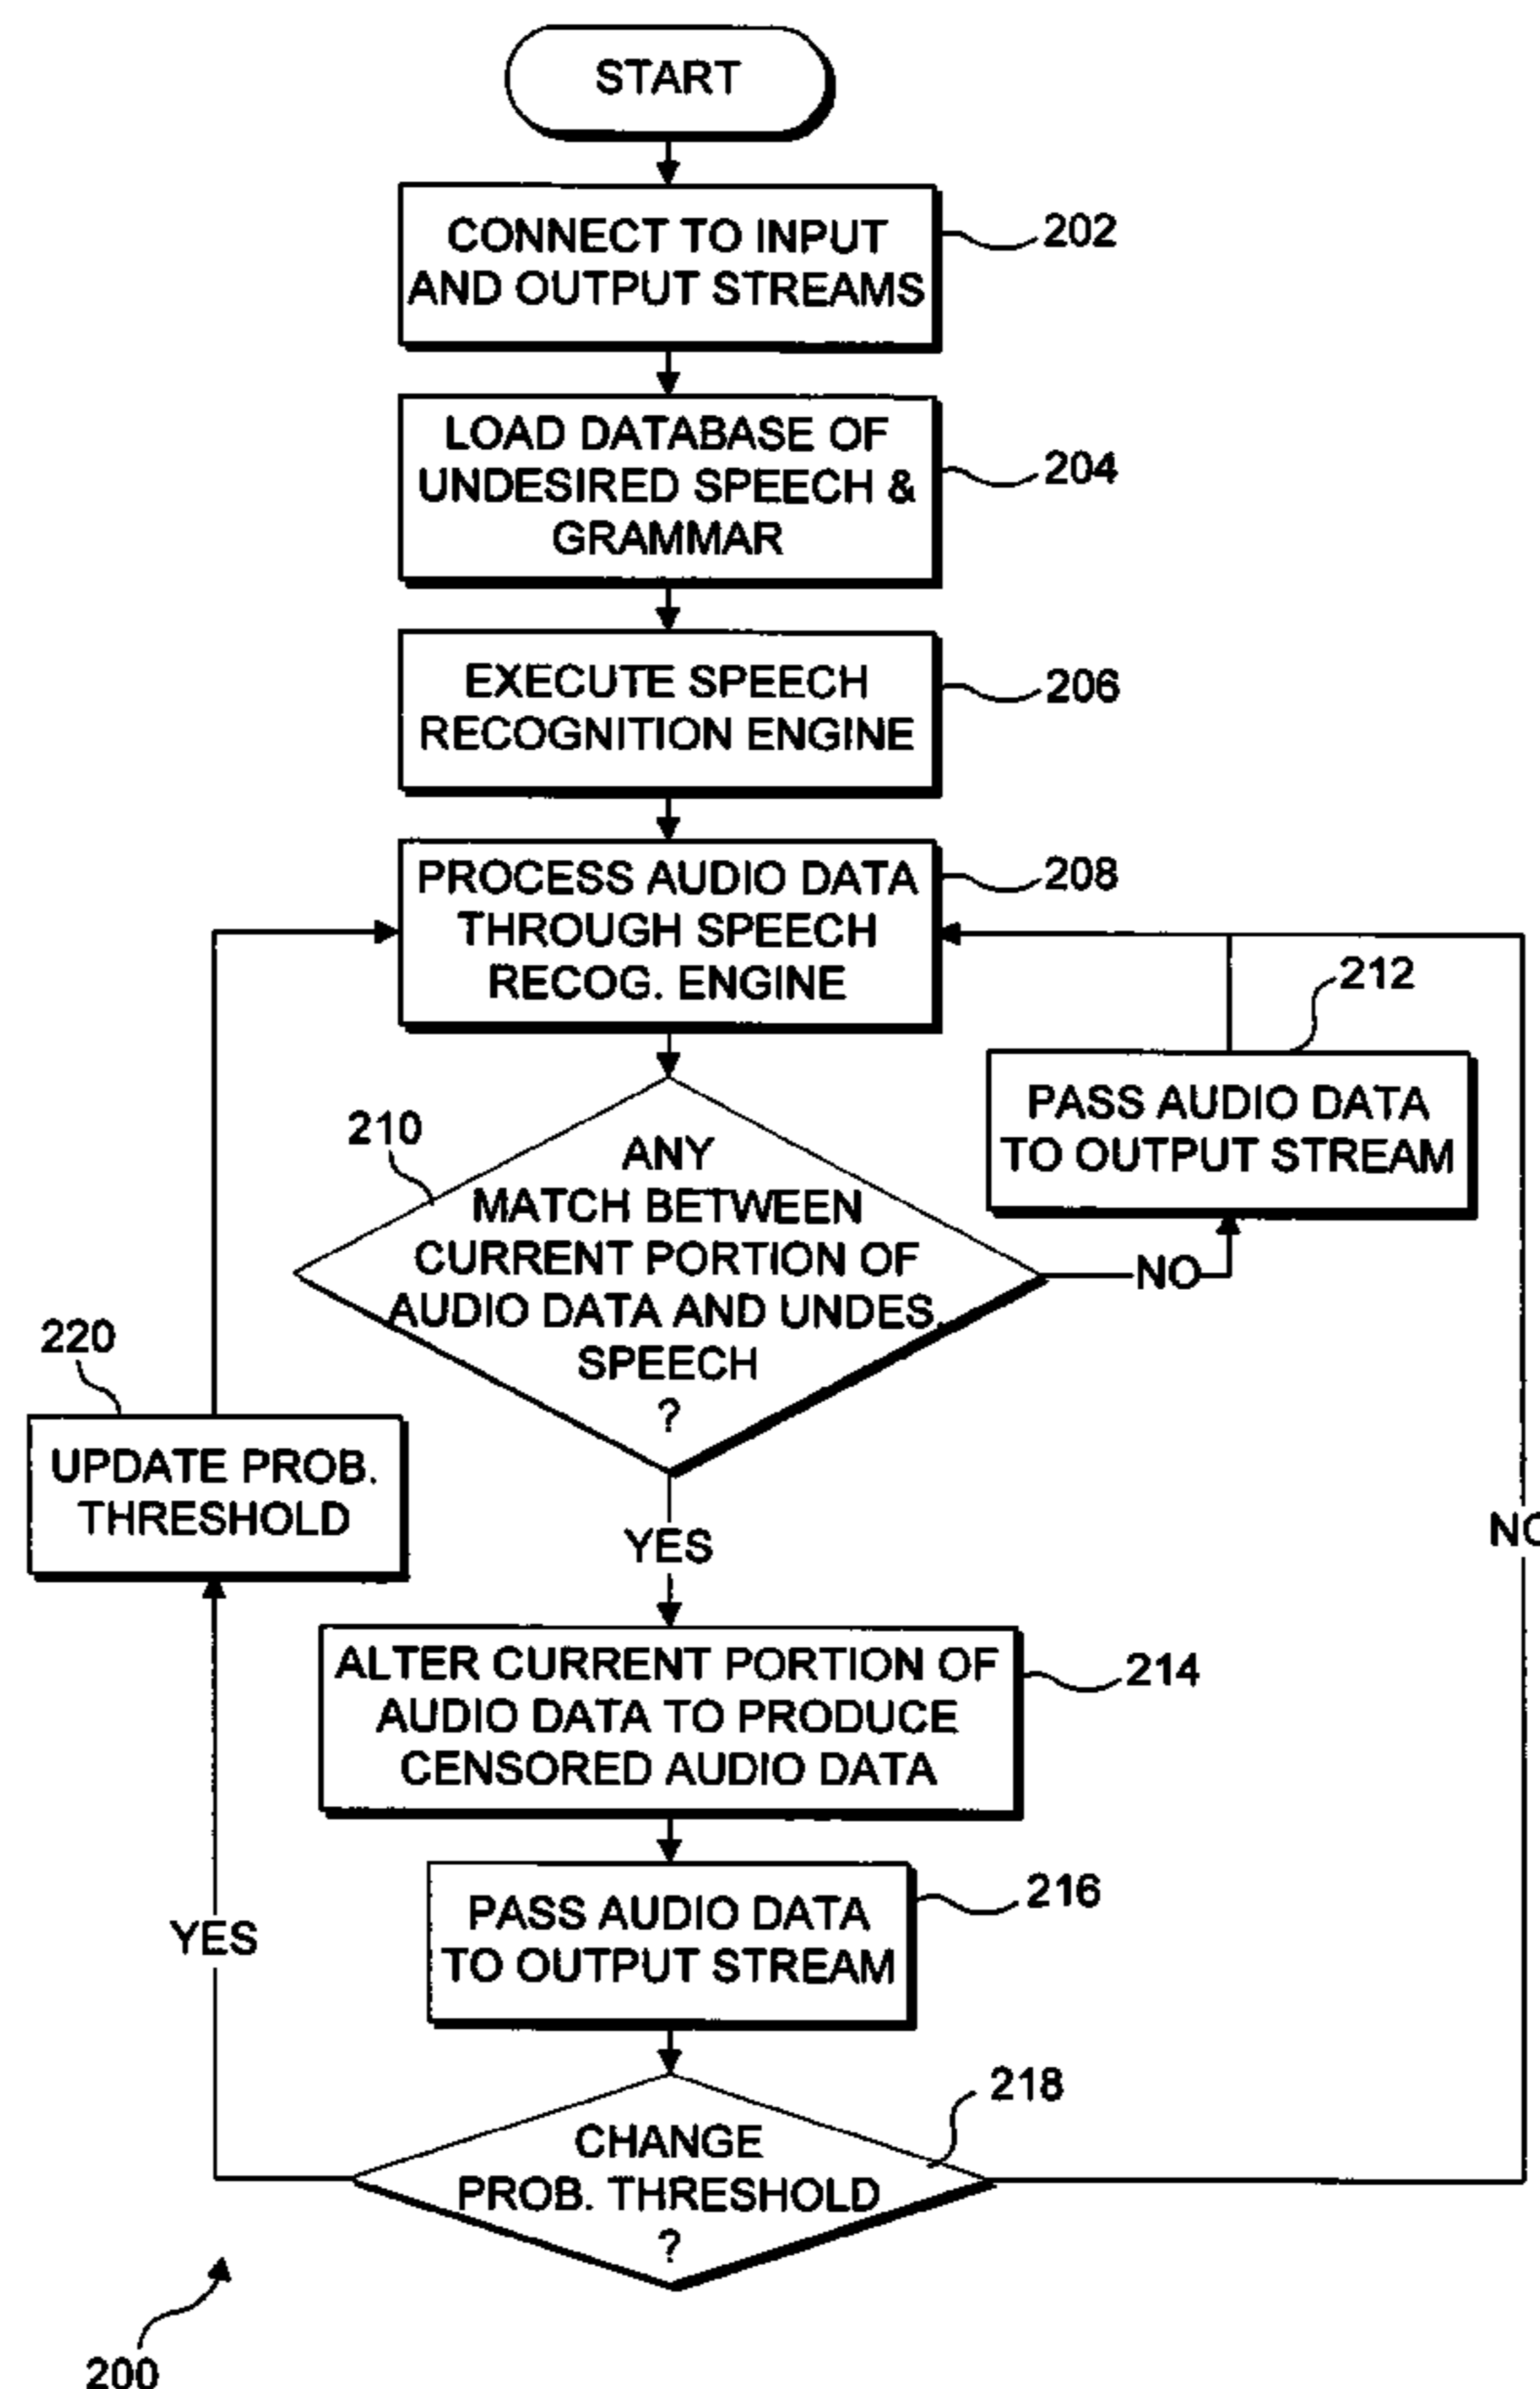 START
CONNECT TO INPUT
AND OUTPUT STREAMS
202
LOAD DATABASE OF
UNDESIRED SPEECH &
GRAMMAR
204
EXECUTE SPEECH
RECOGNITION ENGINE
206
PROCESS AUDIO DATA
THROUGH SPEECH
RECOG. ENGINE
208
212
PASS AUDIO DATA
TO OUTPUT STREAM
210
ANY
MATCH BETWEEN
CURRENT PORTION OF
AUDIO DATA AND UNDES.
SPEECH
?
NO
220
UPDATE PROB.
THRESHOLD
YES
NO
ALTER CURRENT PORTION OF
AUDIO DATA TO PRODUCE
CENSORED AUDIO DATA
214
PASS AUDIO DATA
TO OUTPUT STREAM
216
YES
218
CHANGE
PROB. THRESHOLD
?
200